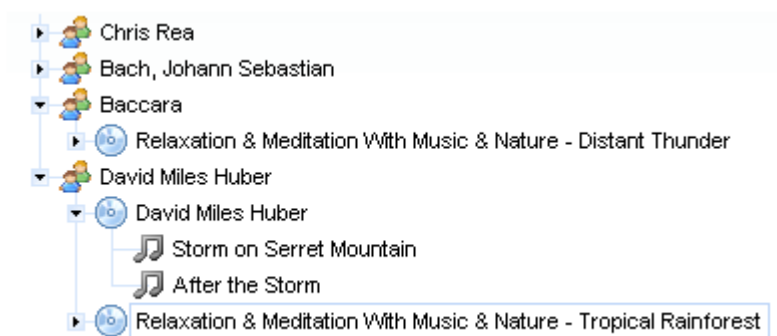 Chris Rea
Bach, Johann Sebastian
Baccara
Relaxation & Meditation With Music & Nature - Distant Thunder
David Miles Huber
David Miles Huber
Storm on Serret Mountain
After the Storm
Relaxation & Meditation With Music & Nature - Tropical Rainforest